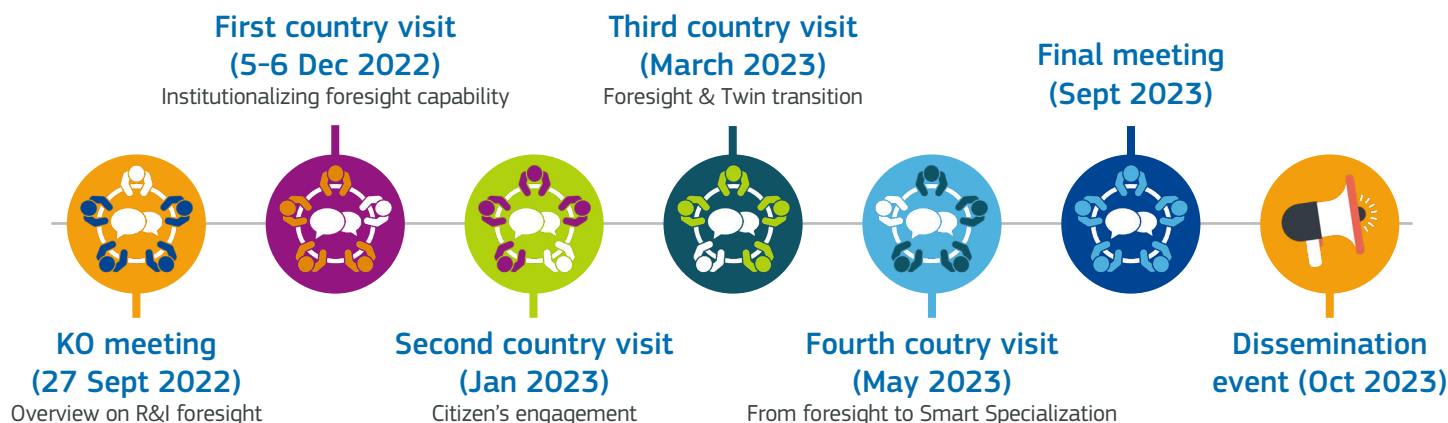 KO meeting
(27 Sept 2022)
Overview on R&I foresight
First country visit
(5-6 Dec 2022)
Institutionalizing foresight capability
Second country visit
(Jan 2023)
Citizen's engagement
Third country visit
(March 2023)
Foresight & Twin transition
Fourth coutry visit
(May 2023)
From foresight to Smart Specialization
Final meeting
(Sept 2023)
Dissemination
event (Oct 2023)